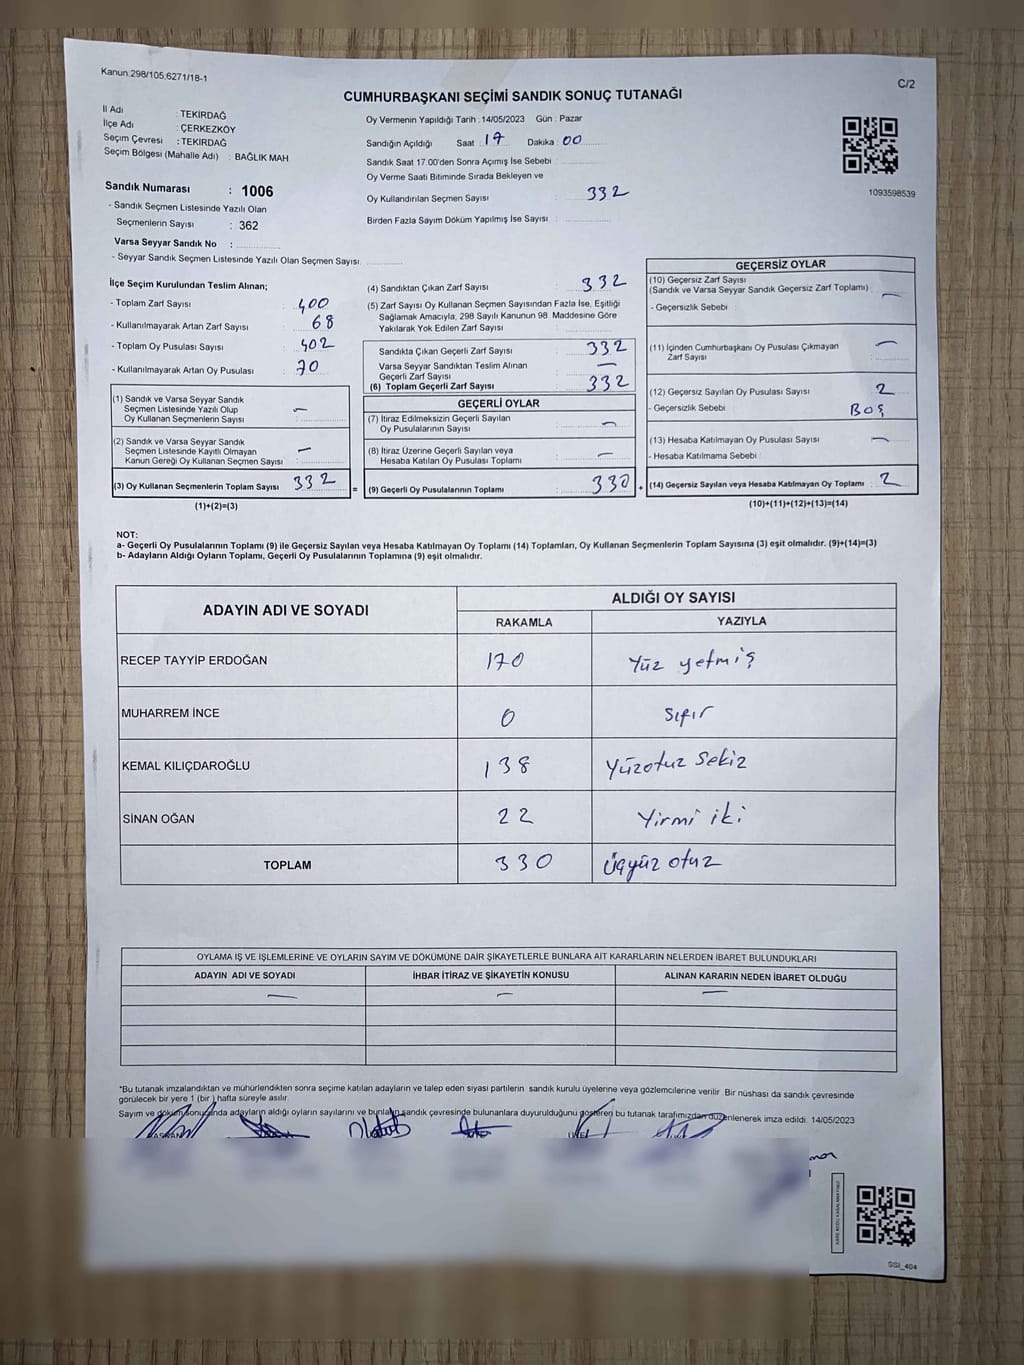 Kanun:298/105,6271/18-1
C/2
CUMHURBAŞKANI SEÇİMİ SANDIK SONUÇ TUTANAĞI
İl Adı : TEKİRDAĞ
İlçe Adı : ÇERKEZKÖY
Seçim Çevresi : TEKİRDAĞ
Seçim Bölgesi (Mahalle Adı) : BAĞLIK MAH
Sandık Numarası : 1006
- Sandık Seçmen Listesinde Yazılı Olan
Seçmenlerin Sayısı : 362
Varsa Seyyar Sandık No :
- Seyyar Sandık Seçmen Listesinde Yazılı Olan Seçmen Sayısı:
Oy Vermenin Yapıldığı Tarih : 14/05/2023 Gün : Pazar
Sandığın Açıldığı Saat : 17 Dakika : 00
Sandık Saat 17:00'den Sonra Açımış İse Sebebi :
Oy Verme Saati Bitiminde Sırada Bekleyen ve
Oy Kullandırılan Seçmen Sayısı : 332
Birden Fazla Sayım Döküm Yapılmış İse Sayısı :
1093598539
İlçe Seçim Kurulundan Teslim Alınan;
- Toplam Zarf Sayısı : 400
- Kullanılmayarak Artan Zarf Sayısı : 68
- Toplam Oy Pusulası Sayısı : 402
- Kullanılmayarak Artan Oy Pusulası : 70
(1) Sandık ve Varsa Seyyar Sandık
Seçmen Listesinde Yazılı Olup
Oy Kullanan Seçmenlerin Sayısı : —
(2) Sandık ve Varsa Seyyar Sandık
Seçmen Listesinde Kayıtlı Olmayan
Kanun Gereği Oy Kullanan Seçmen Sayısı : —
(3) Oy Kullanan Seçmenlerin Toplam Sayısı 332
(1)+(2)=(3)
(4) Sandıktan Çıkan Zarf Sayısı : 332
(5) Zarf Sayısı Oy Kullanan Seçmen Sayısından Fazla İse, Eşitliği
Sağlamak Amacıyla, 298 Sayılı Kanunun 98. Maddesine Göre
Yakılarak Yok Edilen Zarf Sayısı :
Sandıkta Çıkan Geçerli Zarf Sayısı : 332
Varsa Seyyar Sandıktan Teslim Alınan
Geçerli Zarf Sayısı : —
(6) Toplam Geçerli Zarf Sayısı : 332
GEÇERLİ OYLAR
(7) İtiraz Edilmeksizin Geçerli Sayılan
Oy Pusulalarının Sayısı : —
(8) İtiraz Üzerine Geçerli Sayılan veya
Hesaba Katılan Oy Pusulası Toplamı : —
= (9) Geçerli Oy Pusulalarının Toplamı : 330 +
GEÇERSİZ OYLAR
(10) Geçersiz Zarf Sayısı
(Sandık ve Varsa Seyyar Sandık Geçersiz Zarf Toplamı) : —
- Geçersizlik Sebebi :
(11) İçinden Cumhurbaşkanı Oy Pusulası Çıkmayan
Zarf Sayısı : —
(12) Geçersiz Sayılan Oy Pusulası Sayısı : 2
- Geçersizlik Sebebi : Boş
(13) Hesaba Katılmayan Oy Pusulası Sayısı : —
- Hesaba Katılmama Sebebi :
(14) Geçersiz Sayılan veya Hesaba Katılmayan Oy Toplamı : 2
(10)+(11)+(12)+(13)=(14)
NOT:
a- Geçerli Oy Pusulalarının Toplamı (9) ile Geçersiz Sayılan veya Hesaba Katılmayan Oy Toplamı (14) Toplamları, Oy Kullanan Seçmenlerin Toplam Sayısına (3) eşit olmalıdır. (9)+(14)=(3)
b- Adayların Aldığı Oyların Toplamı, Geçerli Oy Pusulalarının Toplamına (9) eşit olmalıdır.
ADAYIN ADI VE SOYADI ALDIĞI OY SAYISI
RAKAMLA YAZIYLA
RECEP TAYYİP ERDOĞAN 170 Yüz yetmiş
MUHARREM İNCE 0 Sıfır
KEMAL KILIÇDAROĞLU 138 Yüzotuz sekiz
SİNAN OĞAN 22 Yirmi iki
TOPLAM 330 Üçyüz otuz
OYLAMA İŞ VE İŞLEMLERİNE VE OYLARIN SAYIM VE DÖKÜMÜNE DAİR ŞİKAYETLERLE BUNLARA AİT KARARLARIN NELERDEN İBARET BULUNDUKLARI
ADAYIN ADI VE SOYADI İHBAR İTİRAZ VE ŞİKAYETİN KONUSU ALINAN KARARIN NEDEN İBARET OLDUĞU
— — —
*Bu tutanak imzalandıktan ve mühürlendikten sonra seçime katılan adayların ve talep eden siyasi partilerin sandık kurulu üyelerine veya gözlemcilerine verilir. Bir nüshası da sandık çevresinde
görülecek bir yere 1 (bir ) hafta süreyle asılır.
Sayım ve döküm sonucunda adayların aldığı oyların sayılarını ve bunların sandık çevresinde bulunanlara duyurulduğunu gösteren bu tutanak tarafımızdan düzenlenerek imza edildi. 14/05/2023
SSI_404